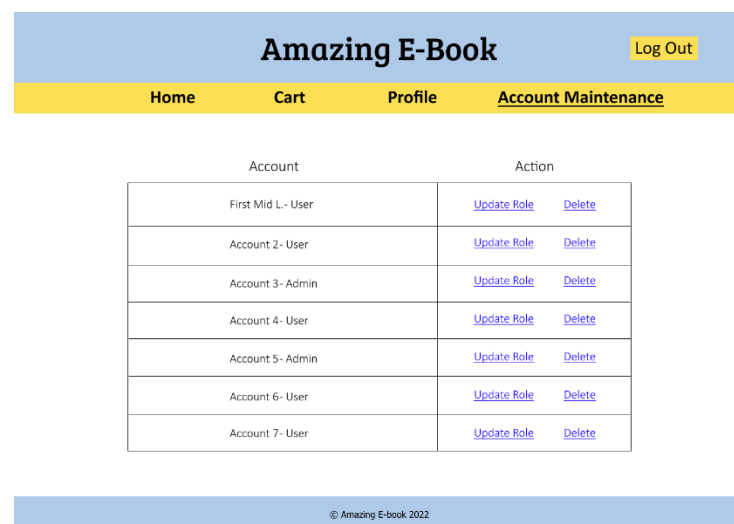 Amazing E-Book
Log Out
Home Cart Profile Account Maintenance
Account Action
First Mid L.- User Update Role Delete
Account 2- User Update Role Delete
Account 3- Admin Update Role Delete
Account 4- User Update Role Delete
Account 5- Admin Update Role Delete
Account 6- User Update Role Delete
Account 7- User Update Role Delete
© Amazing E-book 2022